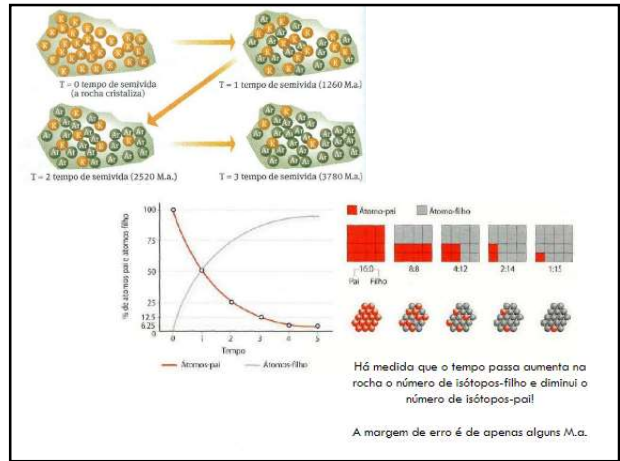 T = 0 tempo de semivida
(a rocha cristaliza)
T = 1 tempo de semivida (1260 M.a.)
T = 2 tempo de semivida (2520 M.a.)
T = 3 tempo de semivida (3780 M.a.)
% de átomos pai e átomos filho
100
75
50
25
12.5
6.25
0
0 1 2 3 4 5
Tempo
Átomos-pai Átomos-filho
Átomo-pai Átomo-filho
16:0 8:8 4:12 2:14 1:15
Pai Filho
Há medida que o tempo passa aumenta na
rocha o número de isótopos-filho e diminui o
número de isótopos-pai!
A margem de erro é de apenas alguns M.a.